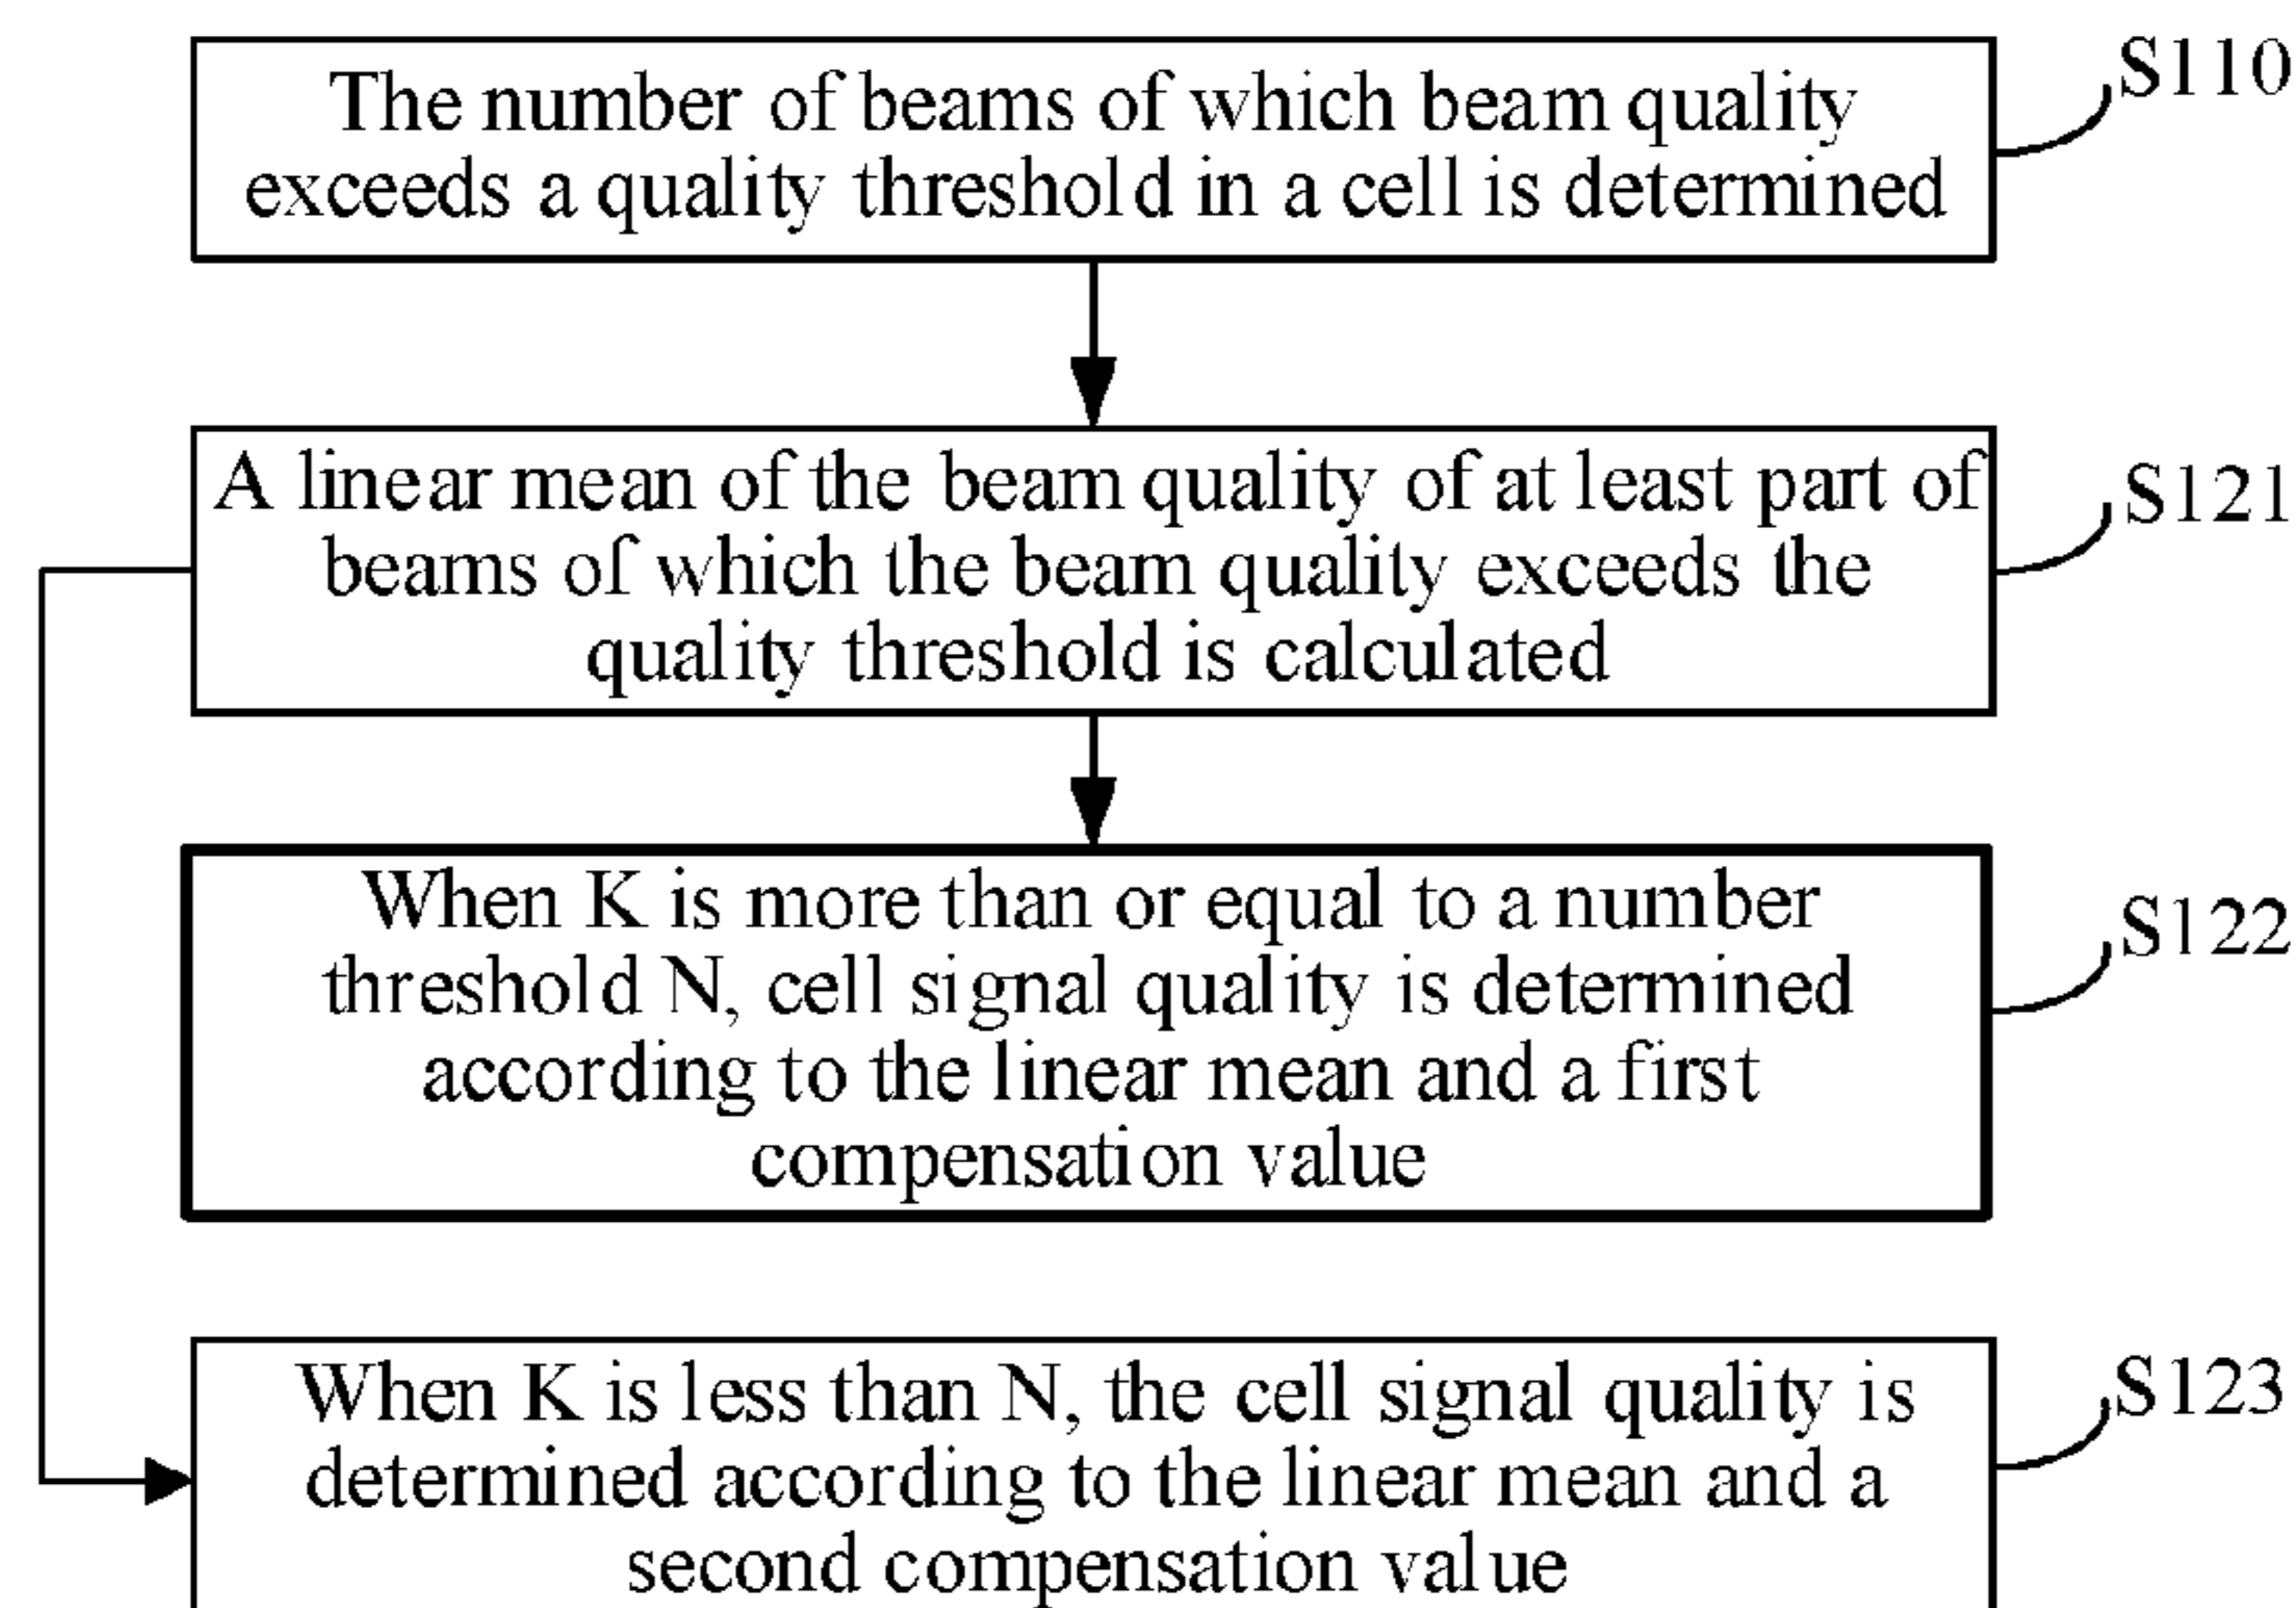 The number of beams of which beam quality
exceeds a quality threshold in a cell is determined
S110
A linear mean of the beam quality of at least part of
beams of which the beam quality exceeds the
quality threshold is calculated
S121
When K is more than or equal to a number
threshold N, cell signal quality is determined
according to the linear mean and a first
compensation value
S122
When K is less than N, the cell signal quality is
determined according to the linear mean and a
second compensation value
S123